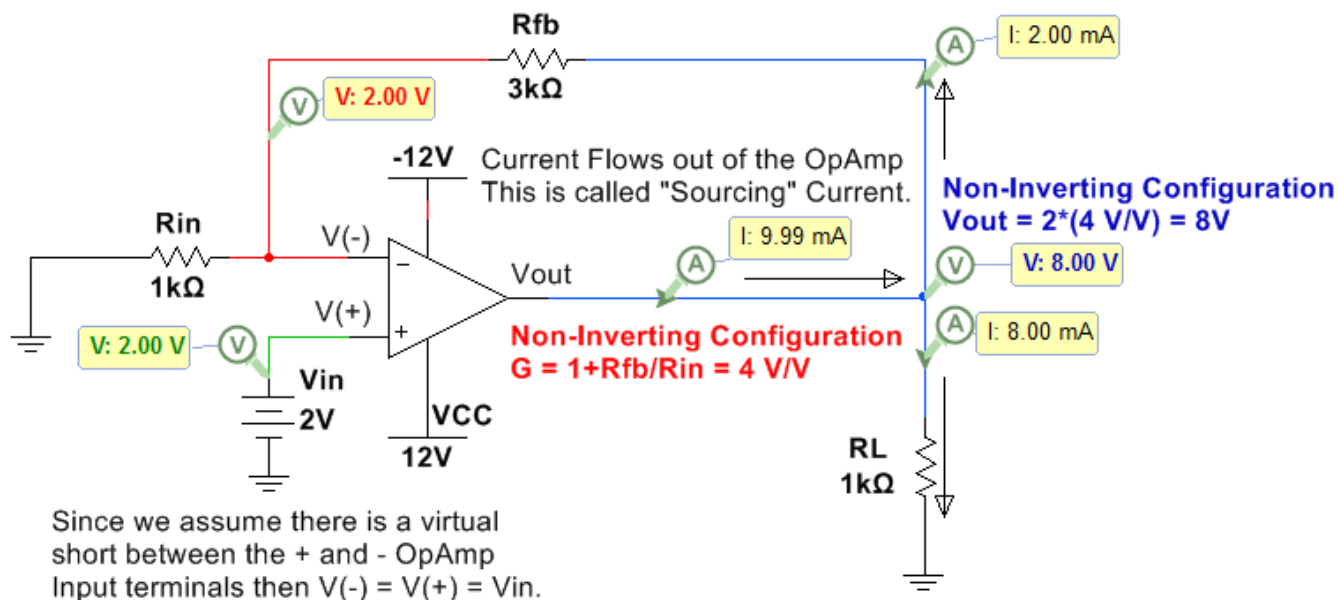 Rfb
3kΩ
I: 2.00 mA
V
V: 2.00 V
A
-12V
Current Flows out of the OpAmp
This is called "Sourcing" Current.
Non-Inverting Configuration
Vout = 2*(4 V/V) = 8V
Rin
1kΩ
V(-)
I: 9.99 mA
A
Vout
V
V: 8.00 V
V(+)
V: 2.00 V
V
Non-Inverting Configuration
G = 1+Rfb/Rin = 4 V/V
A
I: 8.00 mA
Vin
2V
VCC
12V
RL
1kΩ
Since we assume there is a virtual
short between the + and - OpAmp
Input terminals then V(-) = V(+) = Vin.